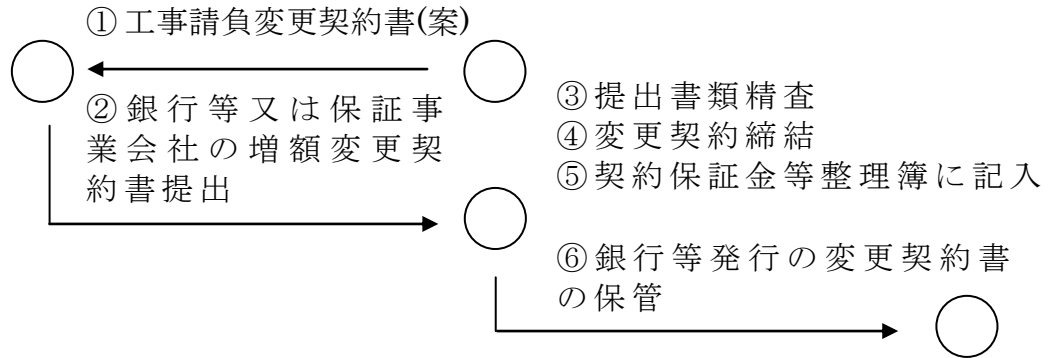 ①工事請負変更契約書(案)
②銀行等又は保証事
業会社の増額変更契
約書提出
③提出書類精査
④変更契約締結
⑤契約保証金等整理簿に記入
⑥銀行等発行の変更契約書
の保管